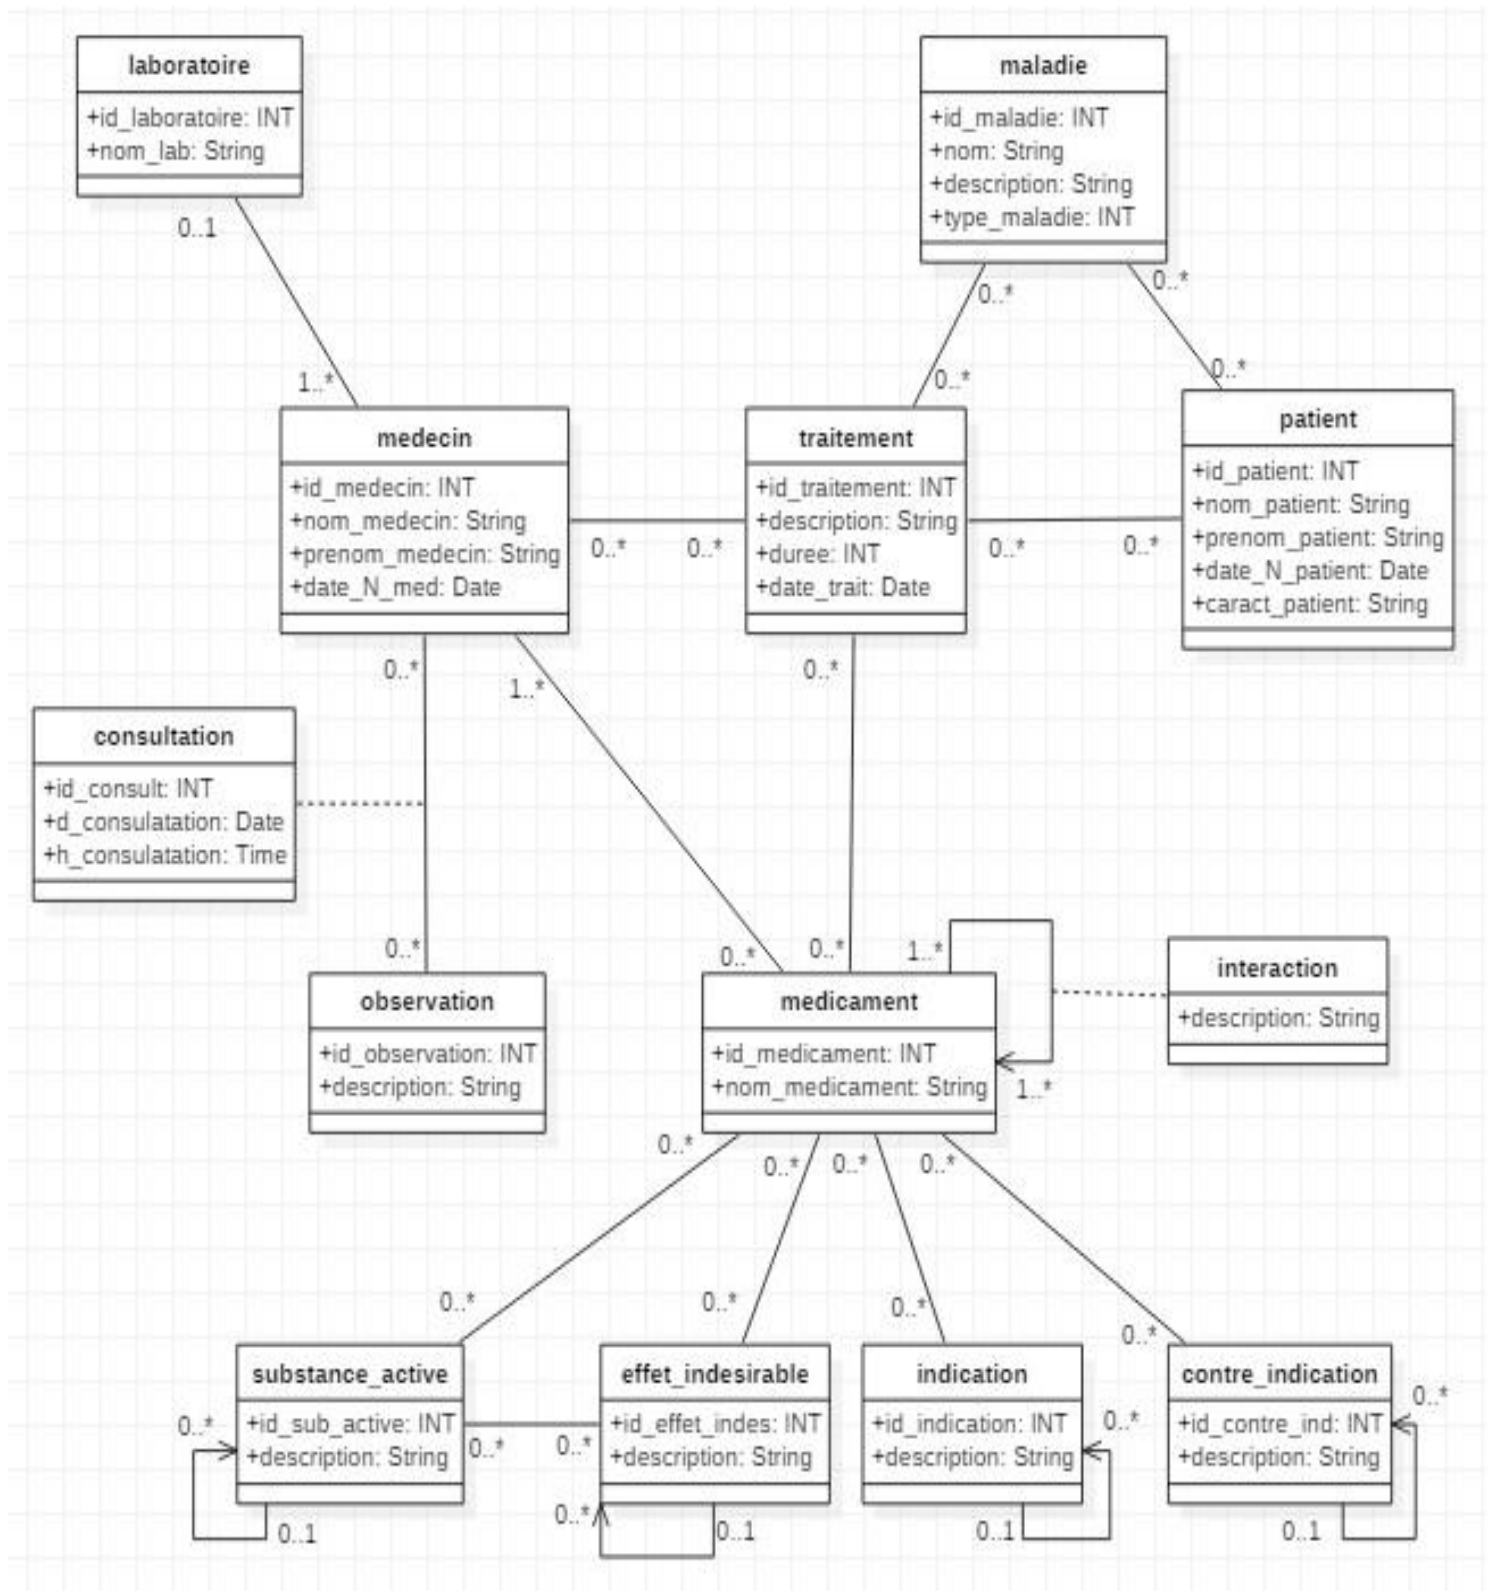 laboratoire
+id_laboratoire: INT
+nom_lab: String
0..1
maladie
+id_maladie: INT
+nom: String
+description: String
+type_maladie: INT
0..*
0..*
1..*
0..*
0..*
medecin
+id_medecin: INT
+nom_medecin: String
+prenom_medecin: String
+date_N_med: Date
0..*
0..*
traitement
+id_traitement: INT
+description: String
+duree: INT
+date_trait: Date
0..*
0..*
patient
+id_patient: INT
+nom_patient: String
+prenom_patient: String
+date_N_patient: Date
+caract_patient: String
0..*
1..*
0..*
consultation
+id_consult: INT
+d_consulatation: Date
+h_consulatation: Time
0..*
0..*
0..*
1..*
observation
+id_observation: INT
+description: String
medicament
+id_medicament: INT
+nom_medicament: String
1..*
interaction
+description: String
0..*
0..*
0..*
0..*
0..*
0..*
0..*
0..*
substance_active
+id_sub_active: INT
+description: String
0..*
0..1
0..*
0..*
effet_indesirable
+id_effet_indes: INT
+description: String
0..*
0..1
indication
+id_indication: INT
+description: String
0..*
0..1
contre_indication
+id_contre_ind: INT
+description: String
0..*
0..1